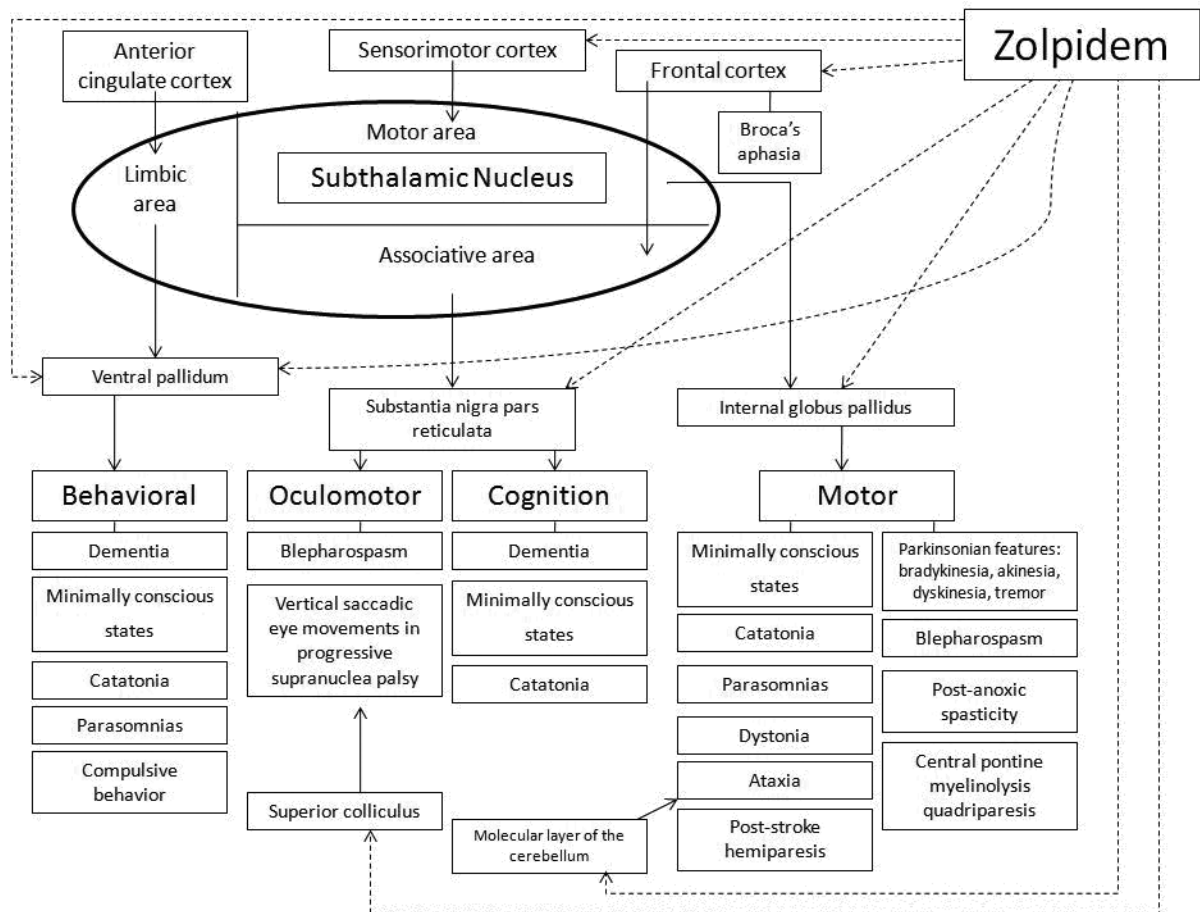 Zolpidem
Anterior
cingulate cortex
Sensorimotor cortex
Frontal cortex
Broca's
aphasia
Motor area
Subthalamic Nucleus
Limbic
area
Associative area
Ventral pallidum
Substantia nigra pars
reticulata
Internal globus pallidus
Behavioral
Dementia
Minimally conscious
states
Catatonia
Parasomnias
Compulsive
behavior
Oculomotor
Blepharospasm
Vertical saccadic
eye movements in
progressive
supranuclea palsy
Superior colliculus
Cognition
Dementia
Minimally conscious
states
Catatonia
Molecular layer of the
cerebellum
Motor
Minimally conscious
states
Catatonia
Parasomnias
Dystonia
Ataxia
Post-stroke
hemiparesis
Parkinsonian features:
bradykinesia, akinesia,
dyskinesia, tremor
Blepharospasm
Post-anoxic
spasticity
Central pontine
myelinolysis
quadriparesis